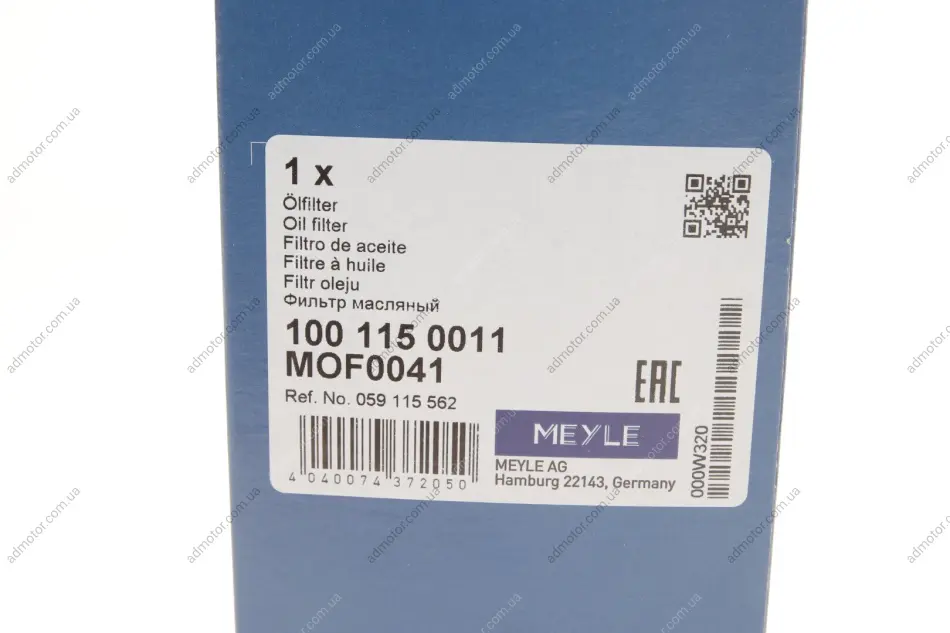 1 x
Ölfilter
Oil filter
Filtro de aceite
Filtre à huile
Filtr oleju
Фильтр масляный
100 115 0011
MOF0041
Ref. No. 059 115 562
4 040074 372050
EAC
MEYLE
MEYLE AG
Hamburg 22143, Germany
000W320
admotor.com.ua